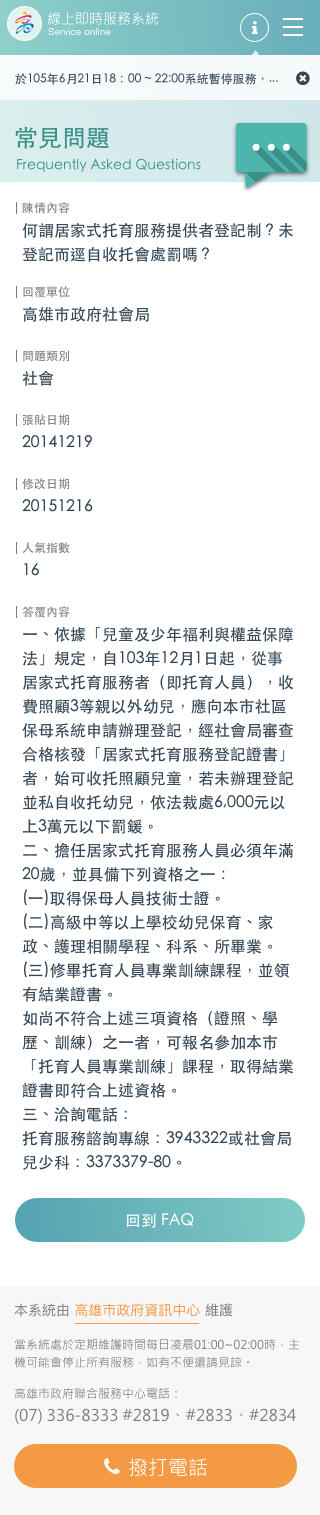 線上即時服務系統
Service online
於105年6月21日18：00 ~ 22:00系統暫停服務，...
常見問題
Frequently Asked Questions
陳情內容
何謂居家式托育服務提供者登記制？未
登記而逕自收托會處罰嗎？
回覆單位
高雄市政府社會局
問題類別
社會
張貼日期
20141219
修改日期
20151216
人氣指數
16
答覆內容
一、依據「兒童及少年福利與權益保障
法」規定，自103年12月1日起，從事
居家式托育服務者（即托育人員），收
費照顧3等親以外幼兒，應向本市社區
保母系統申請辦理登記，經社會局審查
合格核發「居家式托育服務登記證書」
者，始可收托照顧兒童，若未辦理登記
並私自收托幼兒，依法裁處6,000元以
上3萬元以下罰鍰。
二、擔任居家式托育服務人員必須年滿
20歲，並具備下列資格之一：
(一)取得保母人員技術士證。
(二)高級中等以上學校幼兒保育、家
政、護理相關學程、科系、所畢業。
(三)修畢托育人員專業訓練課程，並領
有結業證書。
如尚不符合上述三項資格（證照、學
歷、訓練）之一者，可報名參加本市
「托育人員專業訓練」課程，取得結業
證書即符合上述資格。
三、洽詢電話：
托育服務諮詢專線：3943322或社會局
兒少科：3373379-80。
回到 FAQ
本系統由 高雄市政府資訊中心 維護
當系統處於定期維護時間每日凌晨01:00~02:00時，主
機可能會停止所有服務，如有不便還請見諒。
高雄市政府聯合服務中心電話：
(07) 336-8333 #2819、#2833、#2834
撥打電話